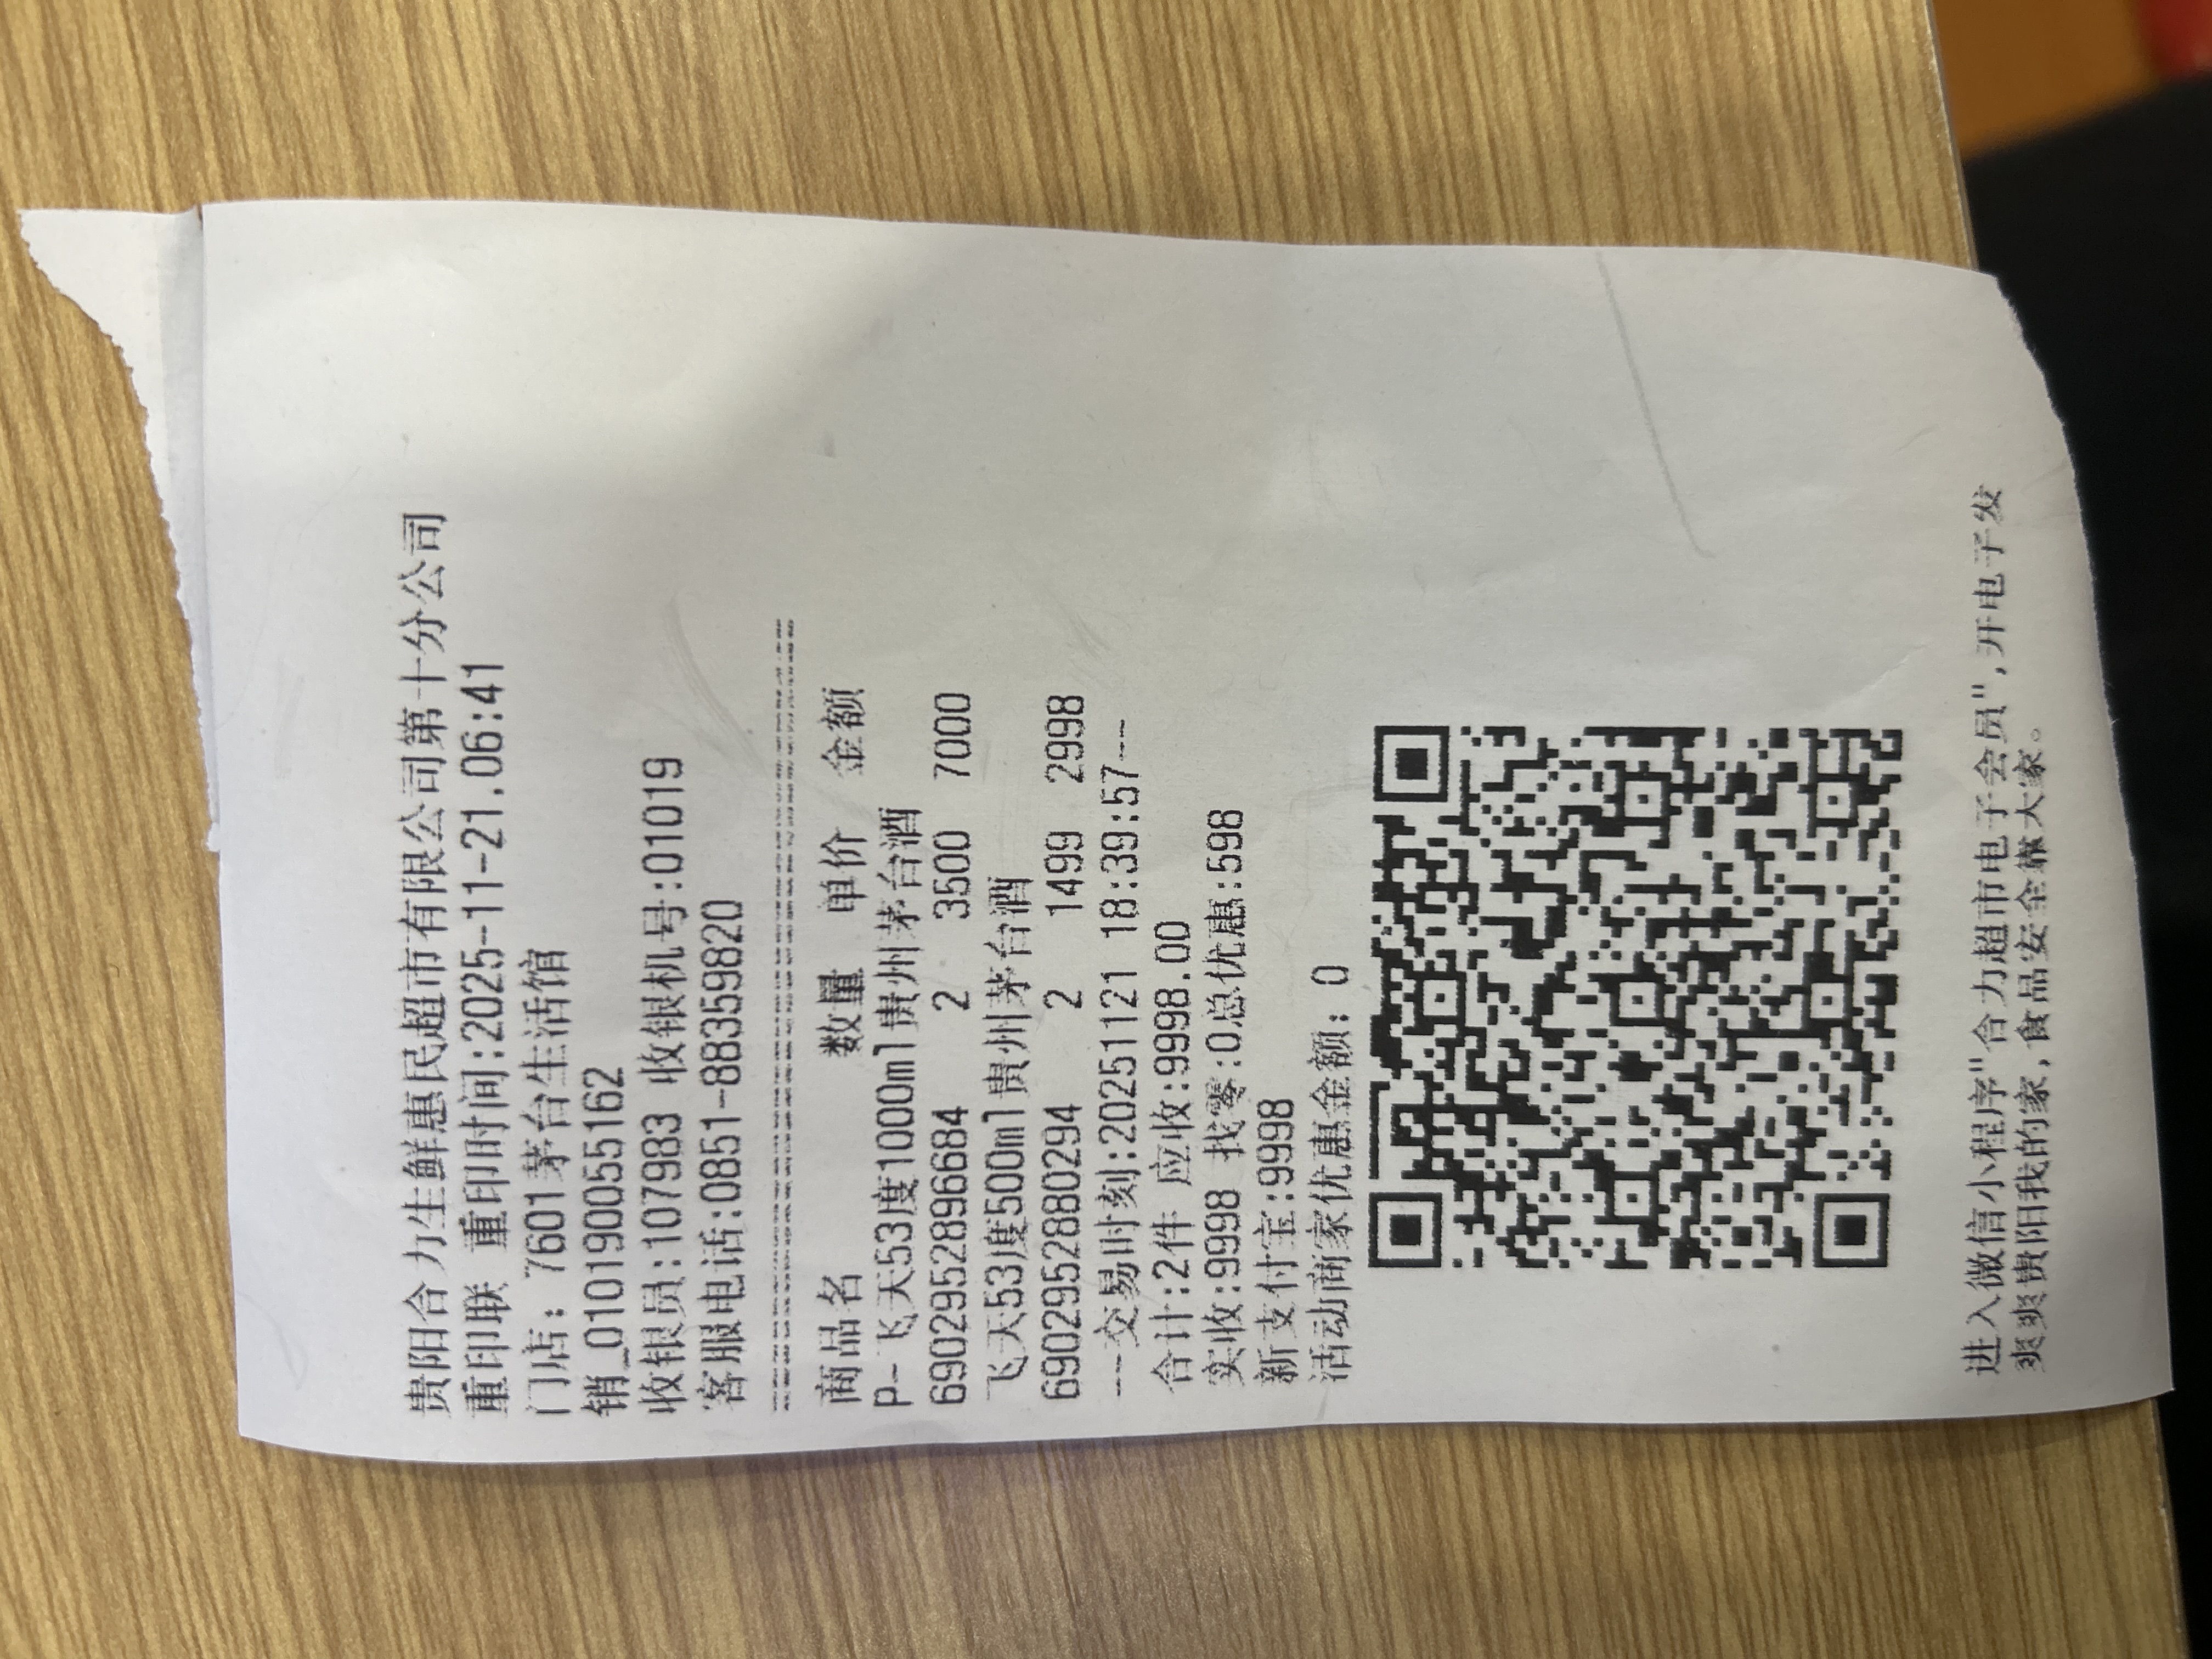 贵阳合力生鲜惠民超市有限公司第十分公司
重印联 重印时间:2025-11-21.06:41
门店: 7601茅台生活馆
销_010190055162
收银员:107983 收银机号:01019
客服电话:0851-88359820
商品名 数量 单价 金额
P-飞天53度1000ml贵州茅台酒
6902952896684 2 3500 7000
飞天53度500ml贵州茅台酒
6902952880294 2 1499 2998
---交易时刻:20251121 18:39:57---
合计:2件 应收:9998.00
实收:9998 找零:0总优惠:598
新支付宝:9998
活动商家优惠金额: 0
进入微信小程序"合力超市电子会员",开电子发
爽爽贵阳我的家,食品安全靠大家。